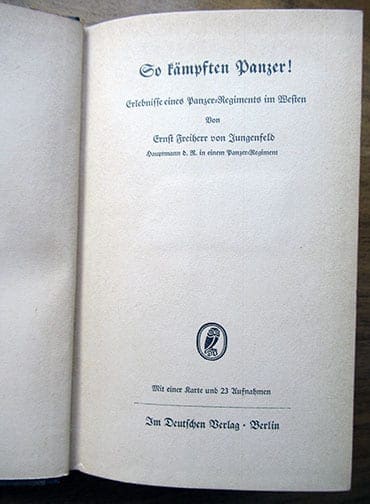 So kämpften Panzer!
Erlebnisse eines Panzer-Regiments im Westen
Von
Ernst Freiherr von Jungenfeld
Hauptmann d. R. in einem Panzer-Regiment
Mit einer Karte und 23 Aufnahmen
Im Deutschen Verlag · Berlin